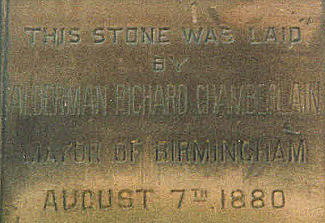 THIS STONE WAS LAID
BY
ALDERMAN RICHARD CHAMBERLAIN
MAYOR OF BIRMINGHAM
AUGUST 7TH 1880